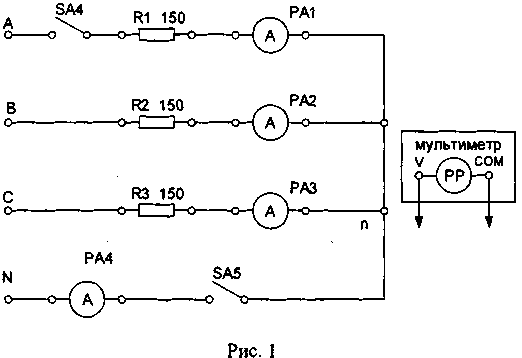 A SA4 R1 150 PA1
A
B R2 150 PA2
A
мультиметр
V PP COM
C R3 150 PA3
A
n
N PA4 SA5
A
Рис. 1